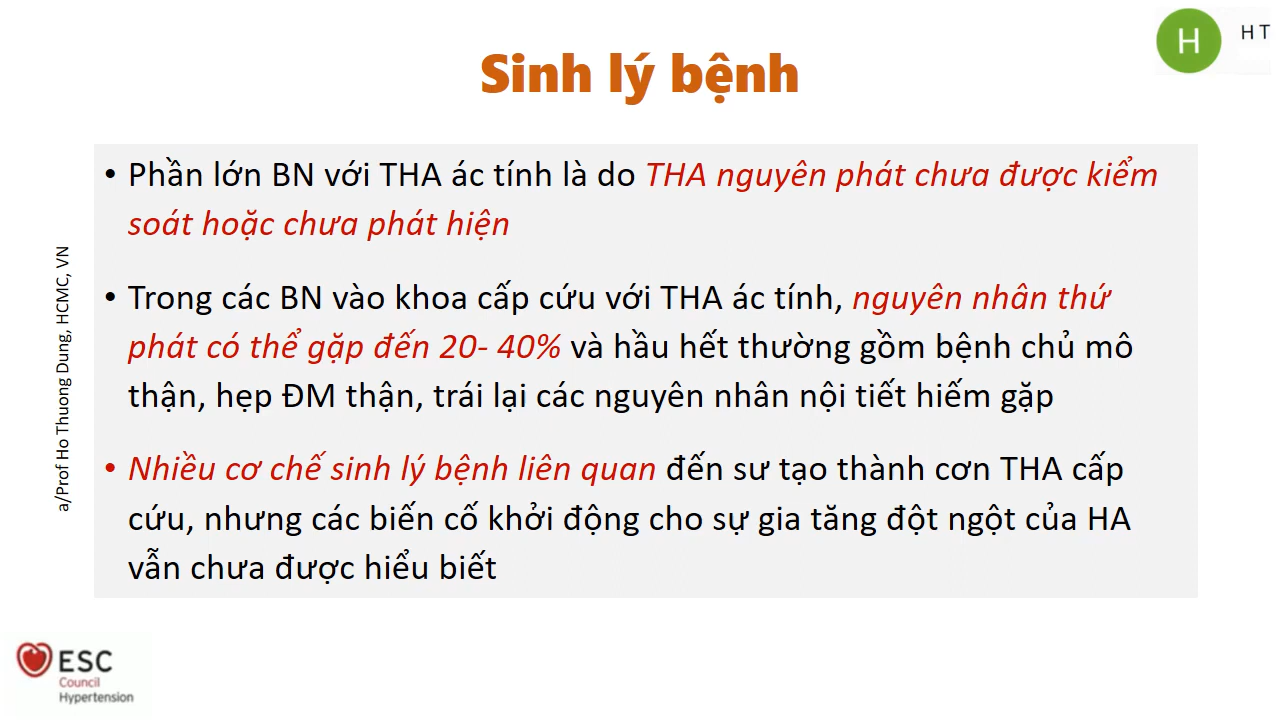 H
H T
Sinh lý bệnh
• Phần lớn BN với THA ác tính là do THA nguyên phát chưa được kiểm
soát hoặc chưa phát hiện
• Trong các BN vào khoa cấp cứu với THA ác tính, nguyên nhân thứ
phát có thể gặp đến 20- 40% và hầu hết thường gồm bệnh chủ mô
thận, hẹp ĐM thận, trái lại các nguyên nhân nội tiết hiếm gặp
• Nhiều cơ chế sinh lý bệnh liên quan đến sư tạo thành cơn THA cấp
cứu, nhưng các biến cố khởi động cho sự gia tăng đột ngột của HA
vẫn chưa được hiểu biết
a/Prof Ho Thuong Dung, HCMC, VN
ESC
Council
Hypertension